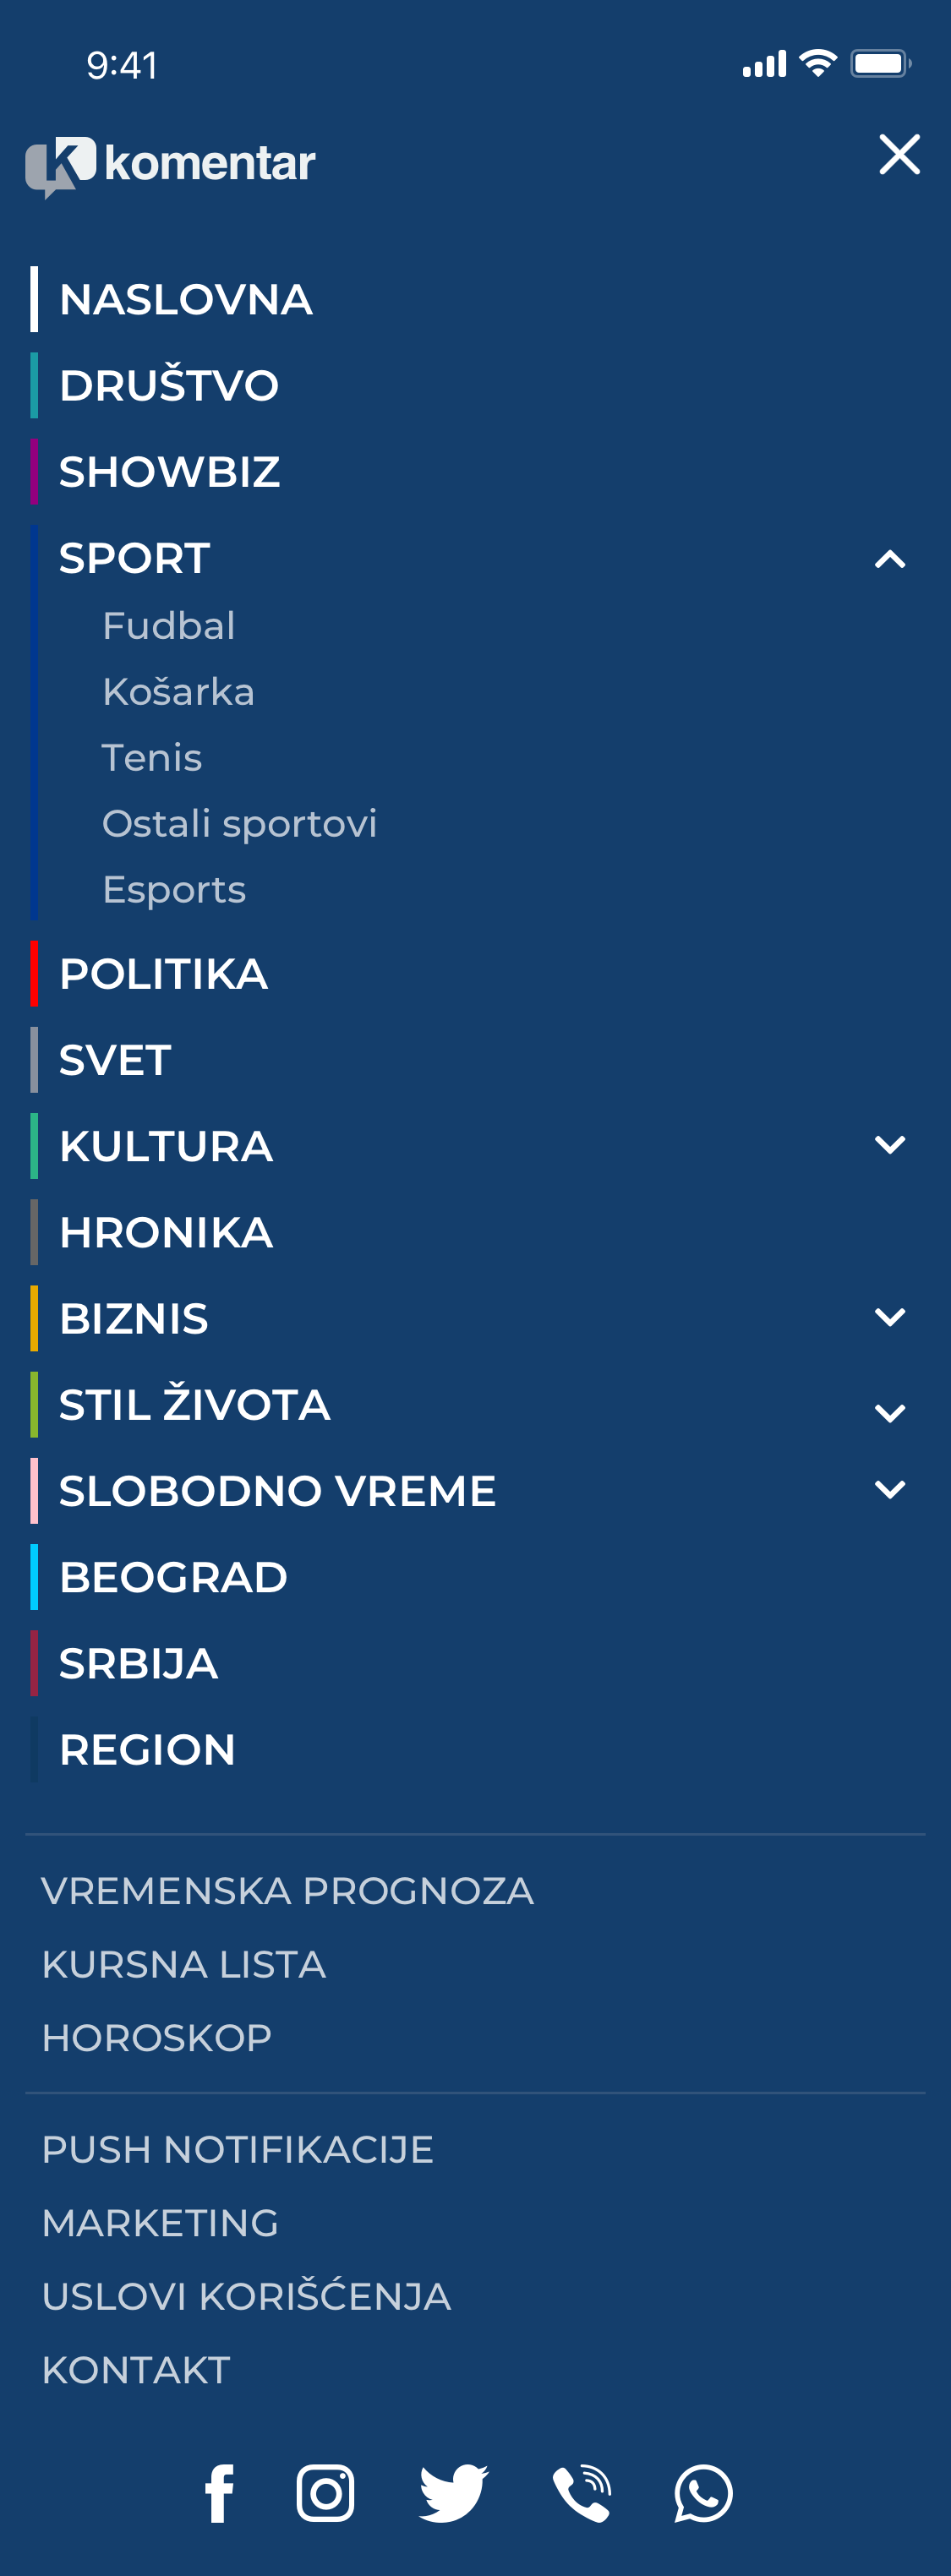 9:41
komentar
NASLOVNA
DRUŠTVO
SHOWBIZ
SPORT
Fudbal
Košarka
Tenis
Ostali sportovi
Esports
POLITIKA
SVET
KULTURA
HRONIKA
BIZNIS
STIL ŽIVOTA
SLOBODNO VREME
BEOGRAD
SRBIJA
REGION
VREMENSKA PROGNOZA
KURSNA LISTA
HOROSKOP
PUSH NOTIFIKACIJE
MARKETING
USLOVI KORIŠĆENJA
KONTAKT